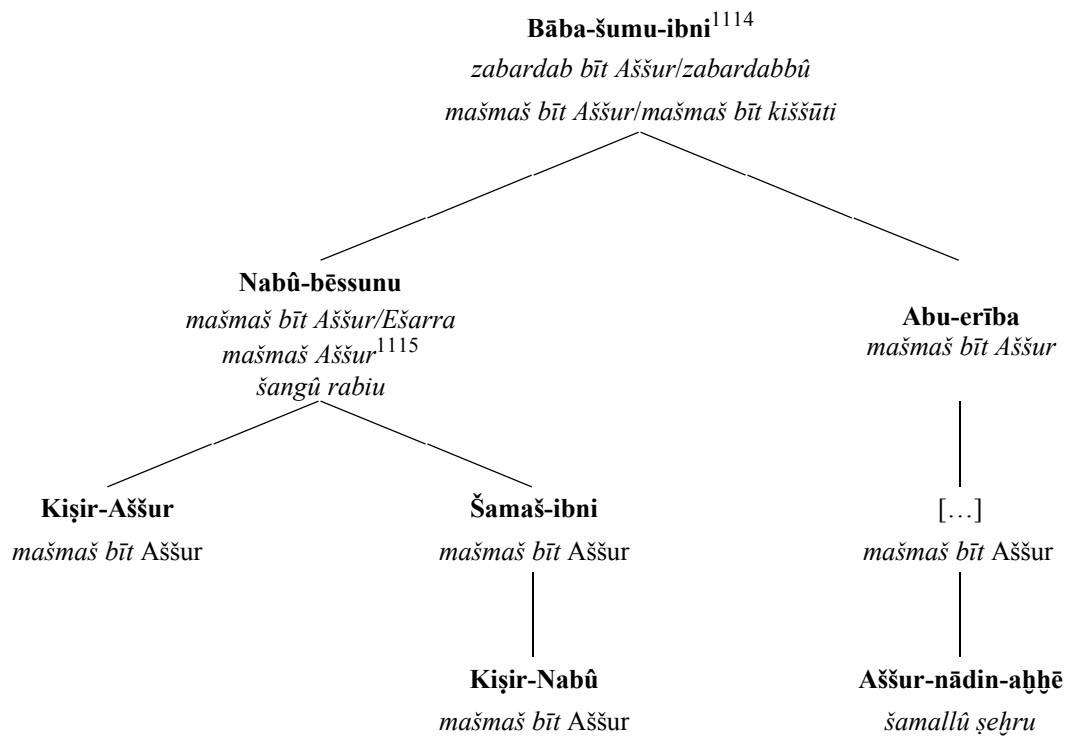 Bāba-šumu-ibni1114
zabardab bīt Aššur/zabardabbû
mašmaš bīt Aššur/mašmaš bīt kiššūti
Nabû-bēssunu
mašmaš bīt Aššur/Ešarra
mašmaš Aššur1115
šangû rabiu
Abu-erība
mašmaš bīt Aššur
Kiṣir-Aššur
mašmaš bīt Aššur
Šamaš-ibni
mašmaš bīt Aššur
[…]
mašmaš bīt Aššur
Kiṣir-Nabû
mašmaš bīt Aššur
Aššur-nādin-aḫḫē
šamallû ṣeḫru